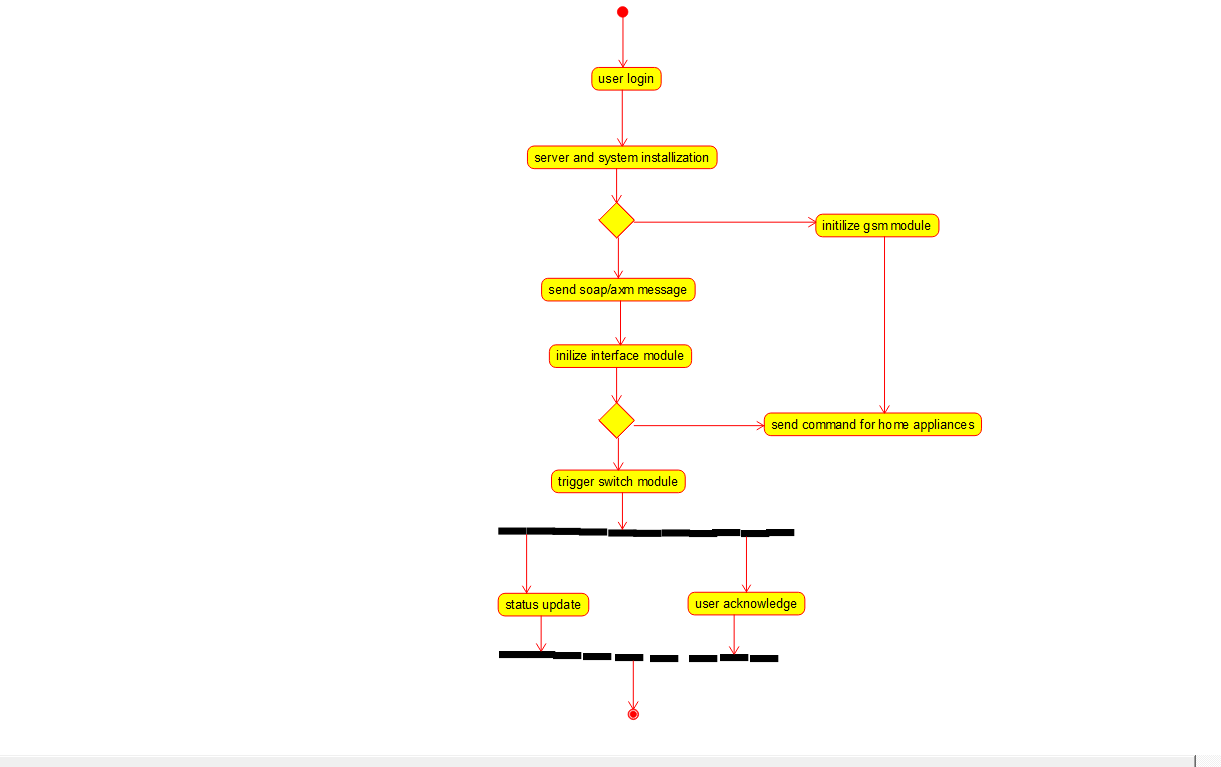 user login
server and system installization
initilize gsm module
send soap/axm message
inilize interface module
send command for home appliances
trigger switch module
status update
user acknowledge